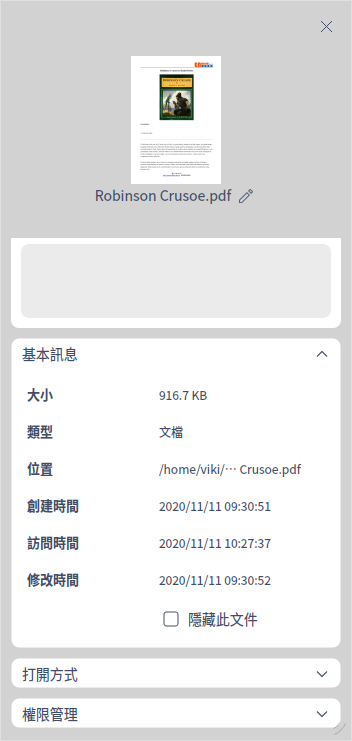 Robinson Crusoe.pdf
基本訊息
大小 916.7 KB
類型 文檔
位置 /home/viki/··· Crusoe.pdf
創建時間 2020/11/11 09:30:51
訪問時間 2020/11/11 10:27:37
修改時間 2020/11/11 09:30:52
隱藏此文件
打開方式
權限管理